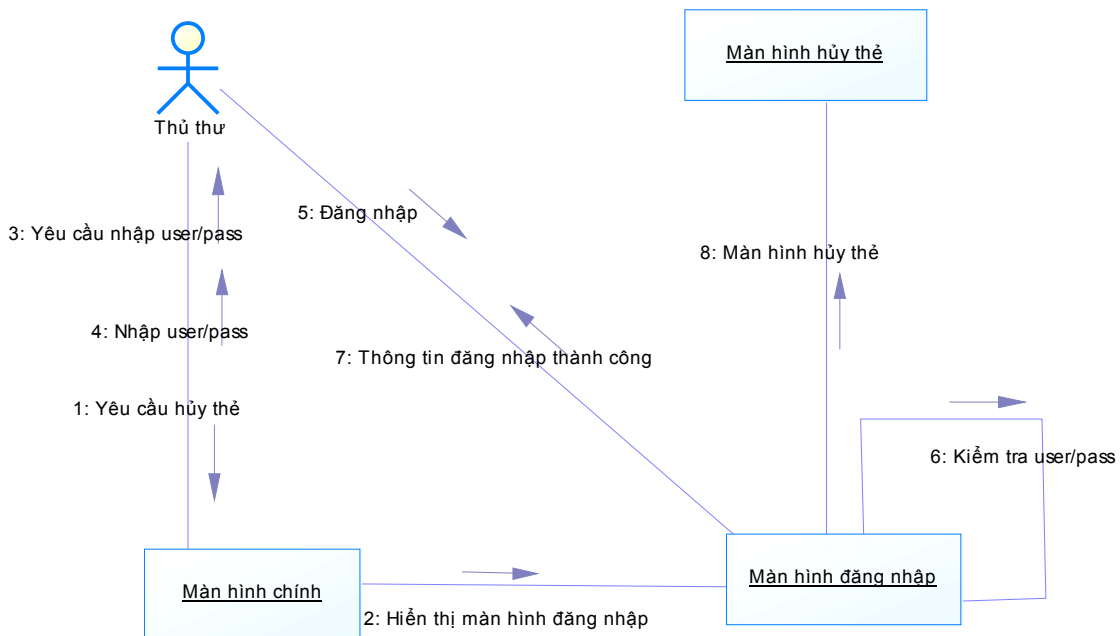 Màn hình hủy thẻ
Thủ thư
5: Đăng nhập
3: Yêu cầu nhập user/pass
8: Màn hình hủy thẻ
4: Nhập user/pass
7: Thông tin đăng nhập thành công
1: Yêu cầu hủy thẻ
6: Kiểm tra user/pass
Màn hình đăng nhập
Màn hình chính
2: Hiển thị màn hình đăng nhập